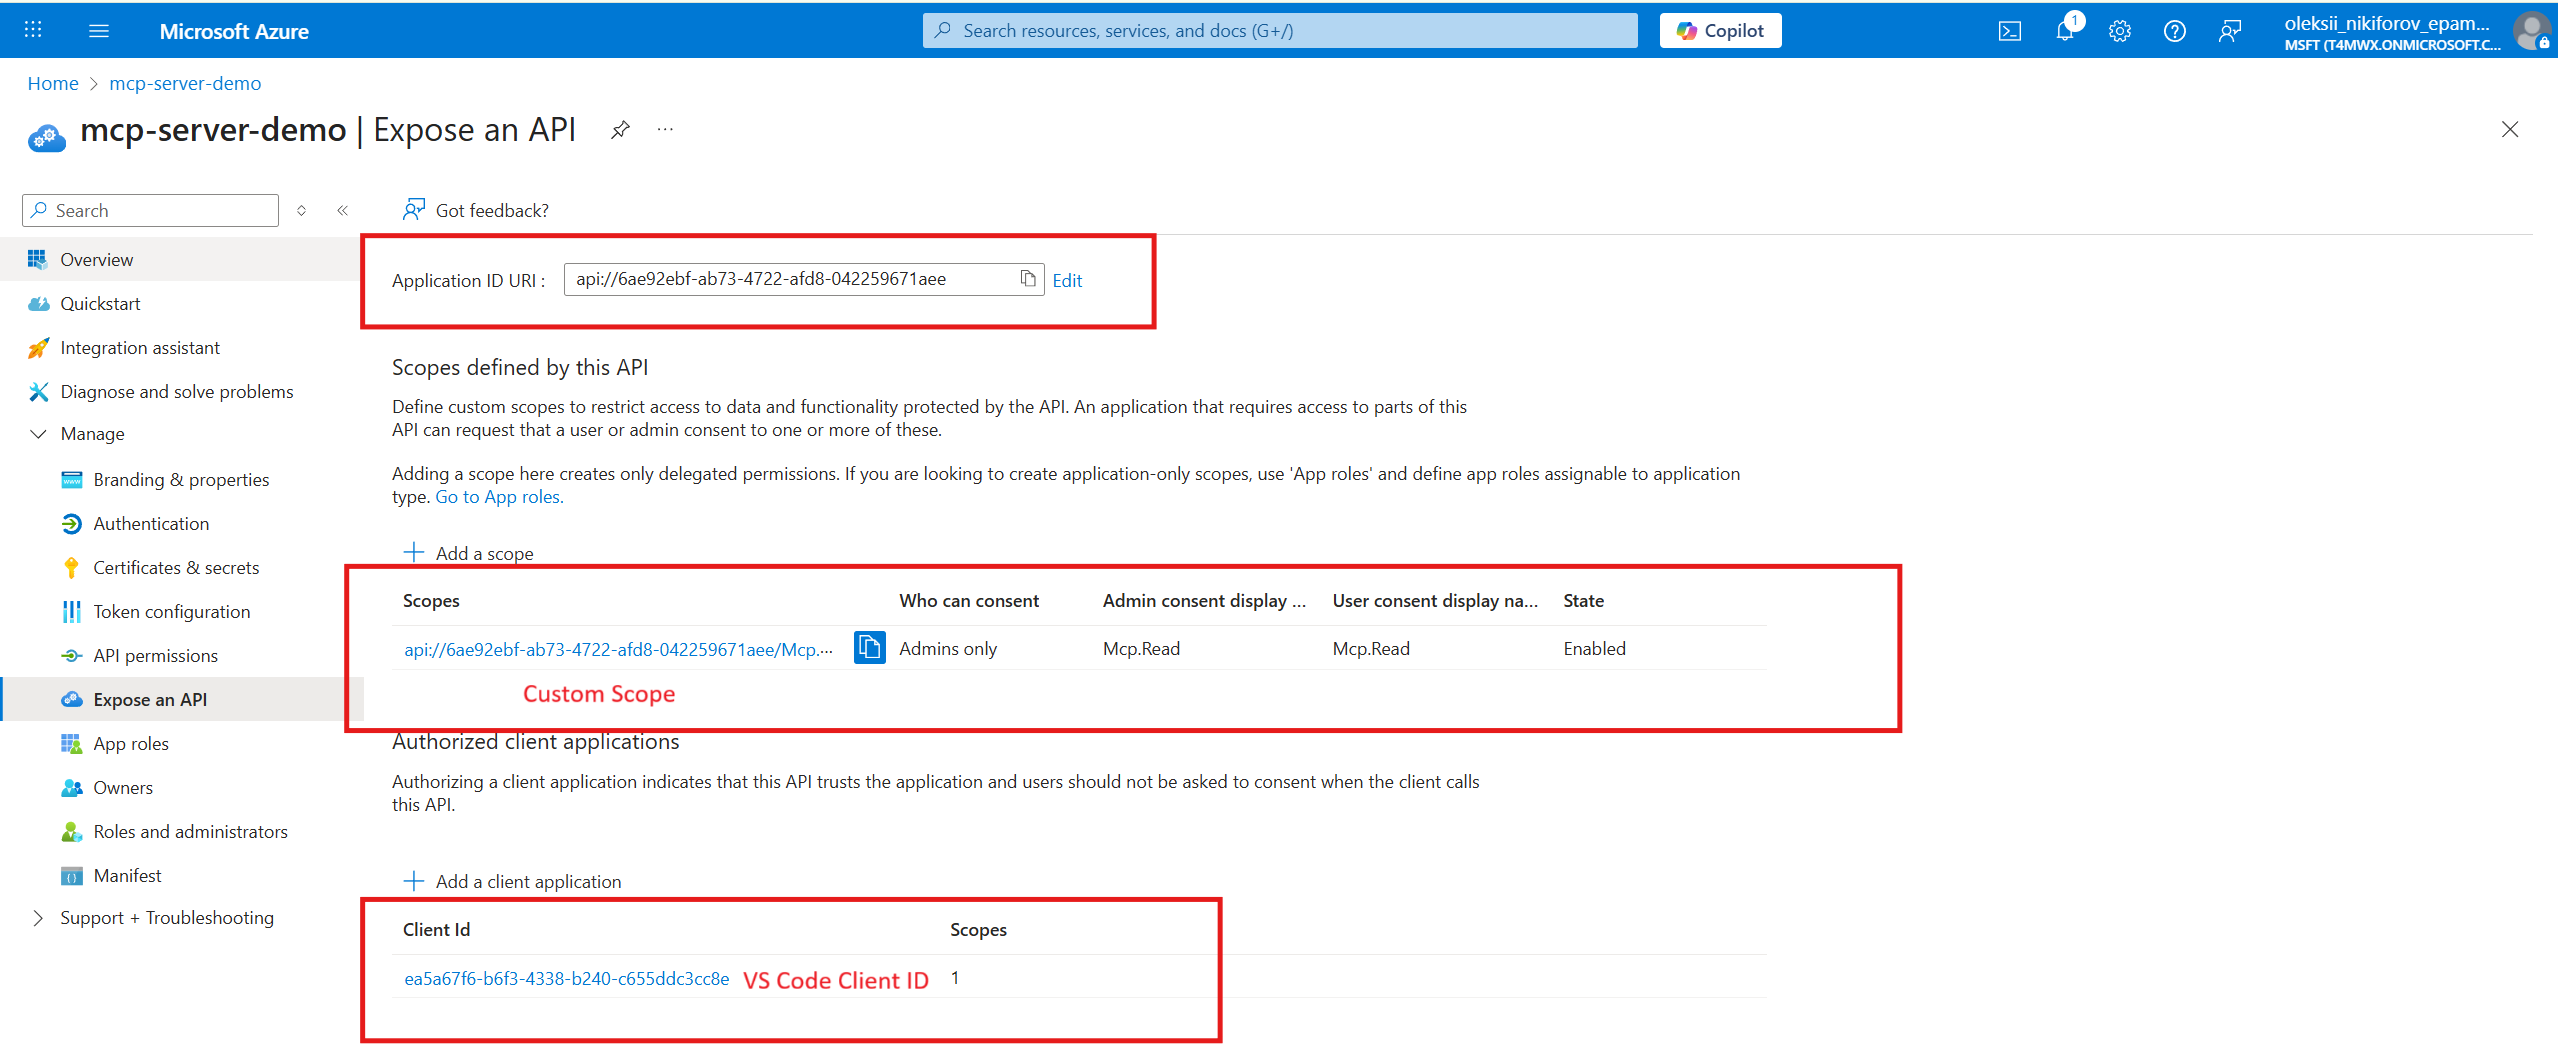 Microsoft Azure
Search resources, services, and docs (G+/)
Copilot
1
oleksii_nikiforov_epam...
MSFT (T4MWX.ONMICROSOFT.C...
Home > mcp-server-demo
mcp-server-demo | Expose an API
Search
Got feedback?
Overview
Quickstart
Integration assistant
Diagnose and solve problems
Manage
Branding & properties
Authentication
Certificates & secrets
Token configuration
API permissions
Expose an API
App roles
Owners
Roles and administrators
Manifest
Support + Troubleshooting
Application ID URI : api://6ae92ebf-ab73-4722-afd8-042259671aee Edit
Scopes defined by this API
Define custom scopes to restrict access to data and functionality protected by the API. An application that requires access to parts of this
API can request that a user or admin consent to one or more of these.
Adding a scope here creates only delegated permissions. If you are looking to create application-only scopes, use 'App roles' and define app roles assignable to application
type. Go to App roles.
Add a scope
Scopes Who can consent Admin consent display ... User consent display na... State
api://6ae92ebf-ab73-4722-afd8-042259671aee/Mcp.... Admins only Mcp.Read Mcp.Read Enabled
Custom Scope
Authorized client applications
Authorizing a client application indicates that this API trusts the application and users should not be asked to consent when the client calls
this API.
Add a client application
Client Id Scopes
ea5a67f6-b6f3-4338-b240-c655ddc3cc8e VS Code Client ID 1